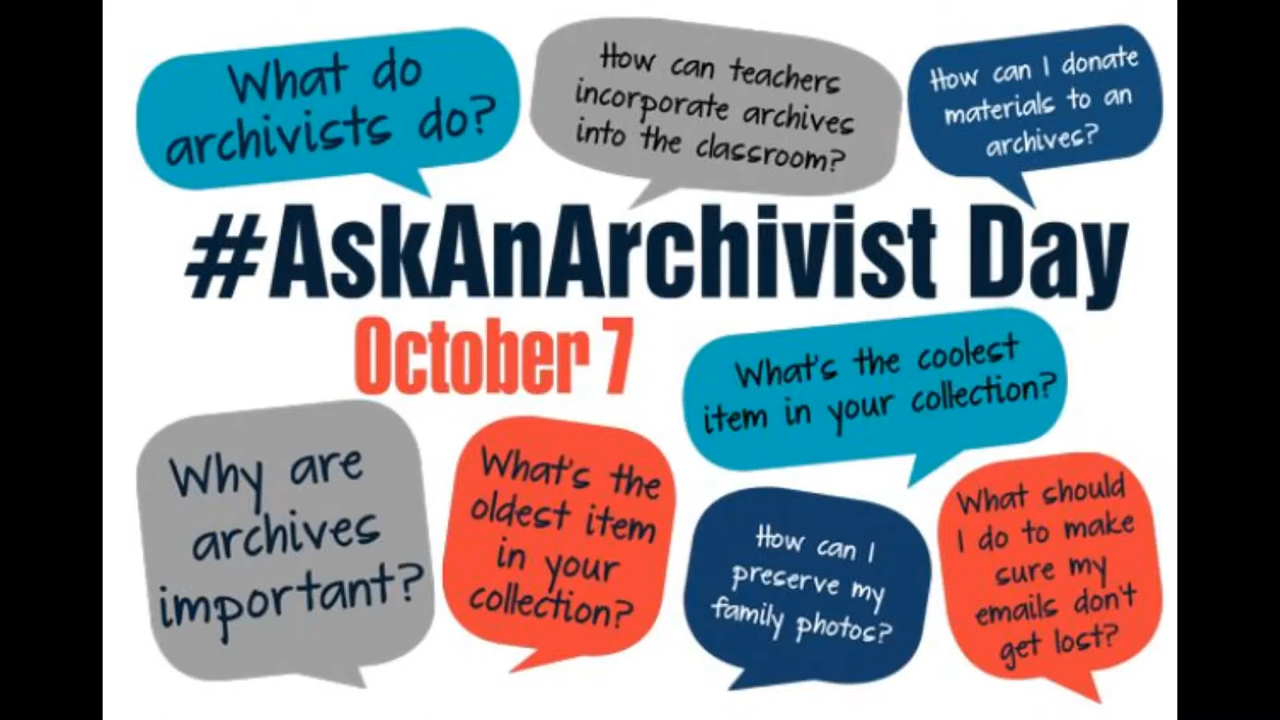 What do
archivists do?
How can teachers
incorporate archives
into the classroom?
How can I donate
materials to an
archives?
#AskAnArchivist Day
October 7
What's the coolest
item in your collection?
Why are
archives
important?
What's the
oldest item
in your
collection?
How can I
preserve my
family photos?
What should
I do to make
sure my
emails don't
get lost?